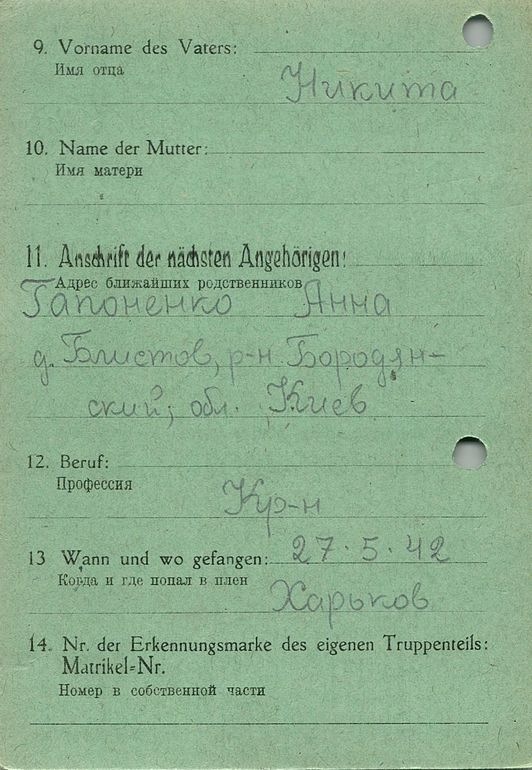 9. Vorname des Vaters:
Имя отца
Никита
10. Name der Mutter:
Имя матери
11. Anschrift der nächsten Angehörigen:
Адрес ближайших родственников
Гапоненко Анна
д. Блистов, р-н Бородян-
ский, обл. Киев
12. Beruf:
Профессия
Кр-н
13 Wann und wo gefangen: 27.5.42
Когда и где попал в плен
Харьков
14. Nr. der Erkennungsmarke des eigenen Truppenteils:
Matrikel-Nr.
Номер в собственной части